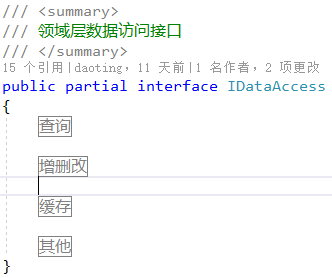 /// <summary>
/// 领域层数据访问接口
/// </summary>
15 个引用|daoting，11 天前|1 名作者，2 项更改
public partial interface IDataAccess
{
查询
增删改
缓存
其他
}